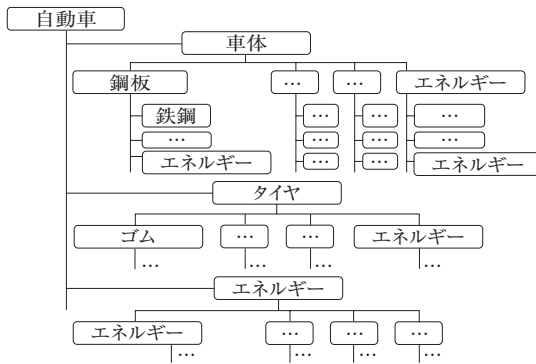 自動車
車体
鋼板 … … エネルギー
鉄鋼 … … …
… … … …
エネルギー … … エネルギー
タイヤ
ゴム … … エネルギー
… … … …
エネルギー
エネルギー … … …
… … … …